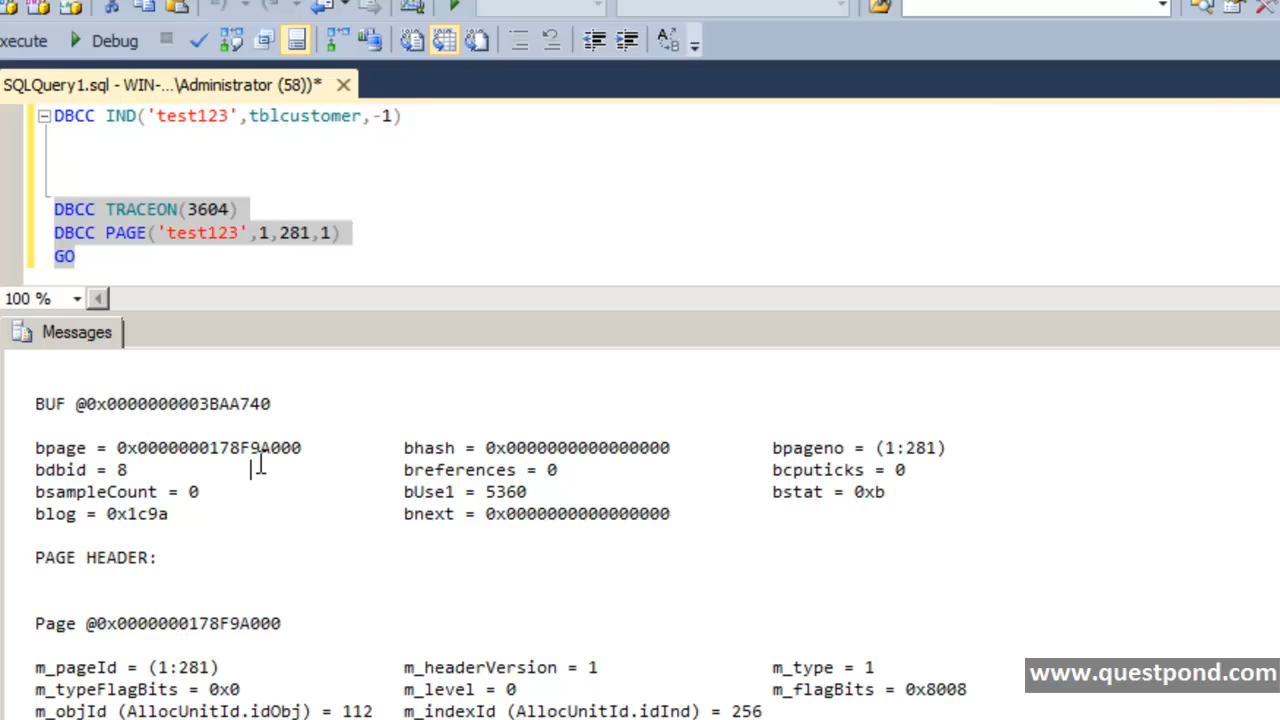 xecute Debug
SQLQuery1.sql - WIN-...\Administrator (58))*
DBCC IND('test123',tblcustomer,-1)
DBCC TRACEON(3604)
DBCC PAGE('test123',1,281,1)
GO
100 %
Messages
BUF @0x0000000003BAA740
bpage = 0x0000000178F9A000 bhash = 0x0000000000000000 bpageno = (1:281)
bdbid = 8 breferences = 0 bcputicks = 0
bsampleCount = 0 bUse1 = 5360 bstat = 0xb
blog = 0x1c9a bnext = 0x0000000000000000
PAGE HEADER:
Page @0x0000000178F9A000
m_pageId = (1:281) m_headerVersion = 1 m_type = 1
m_typeFlagBits = 0x0 m_level = 0 m_flagBits = 0x8008
m_objId (AllocUnitId.idObj) = 112 m_indexId (AllocUnitId.idInd) = 256
www.questpond.com